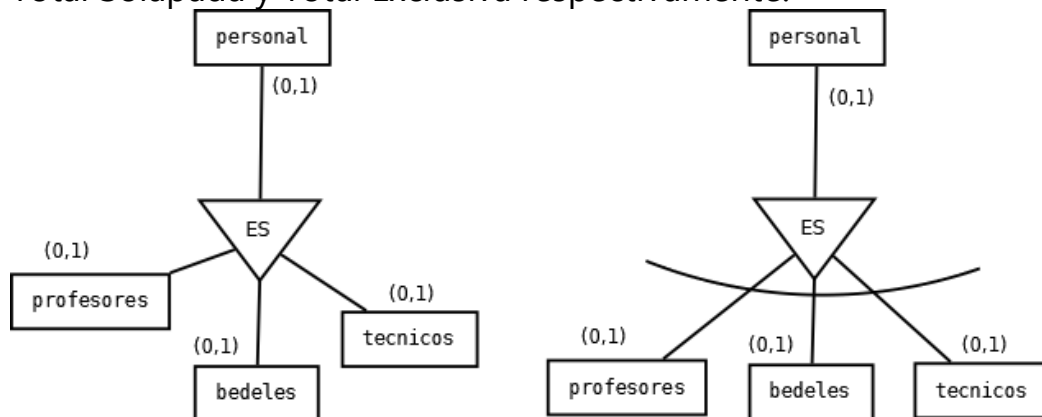 Total Solapada y Total Exclusiva respectivamente.
personal
(0,1)
ES
(0,1)
profesores
(0,1)
tecnicos
(0,1)
bedeles
personal
(0,1)
ES
(0,1)
profesores
(0,1)
bedeles
(0,1)
tecnicos